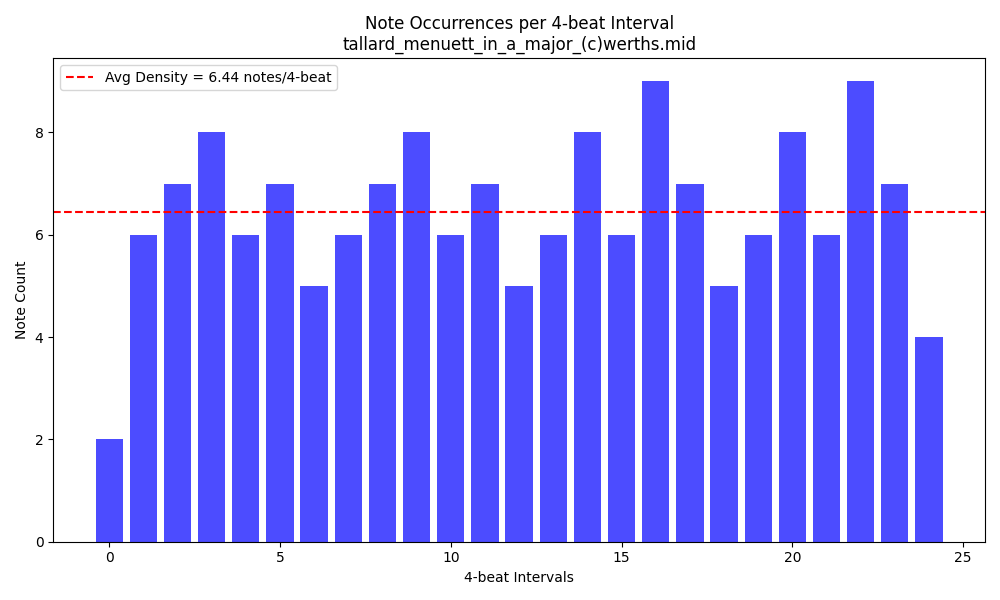 Note Occurrences per 4-beat Interval
tallard_menuett_in_a_major_(c)werths.mid
Avg Density = 6.44 notes/4-beat
8
6
4
2
0
Note Count
0 5 10 15 20 25
4-beat Intervals